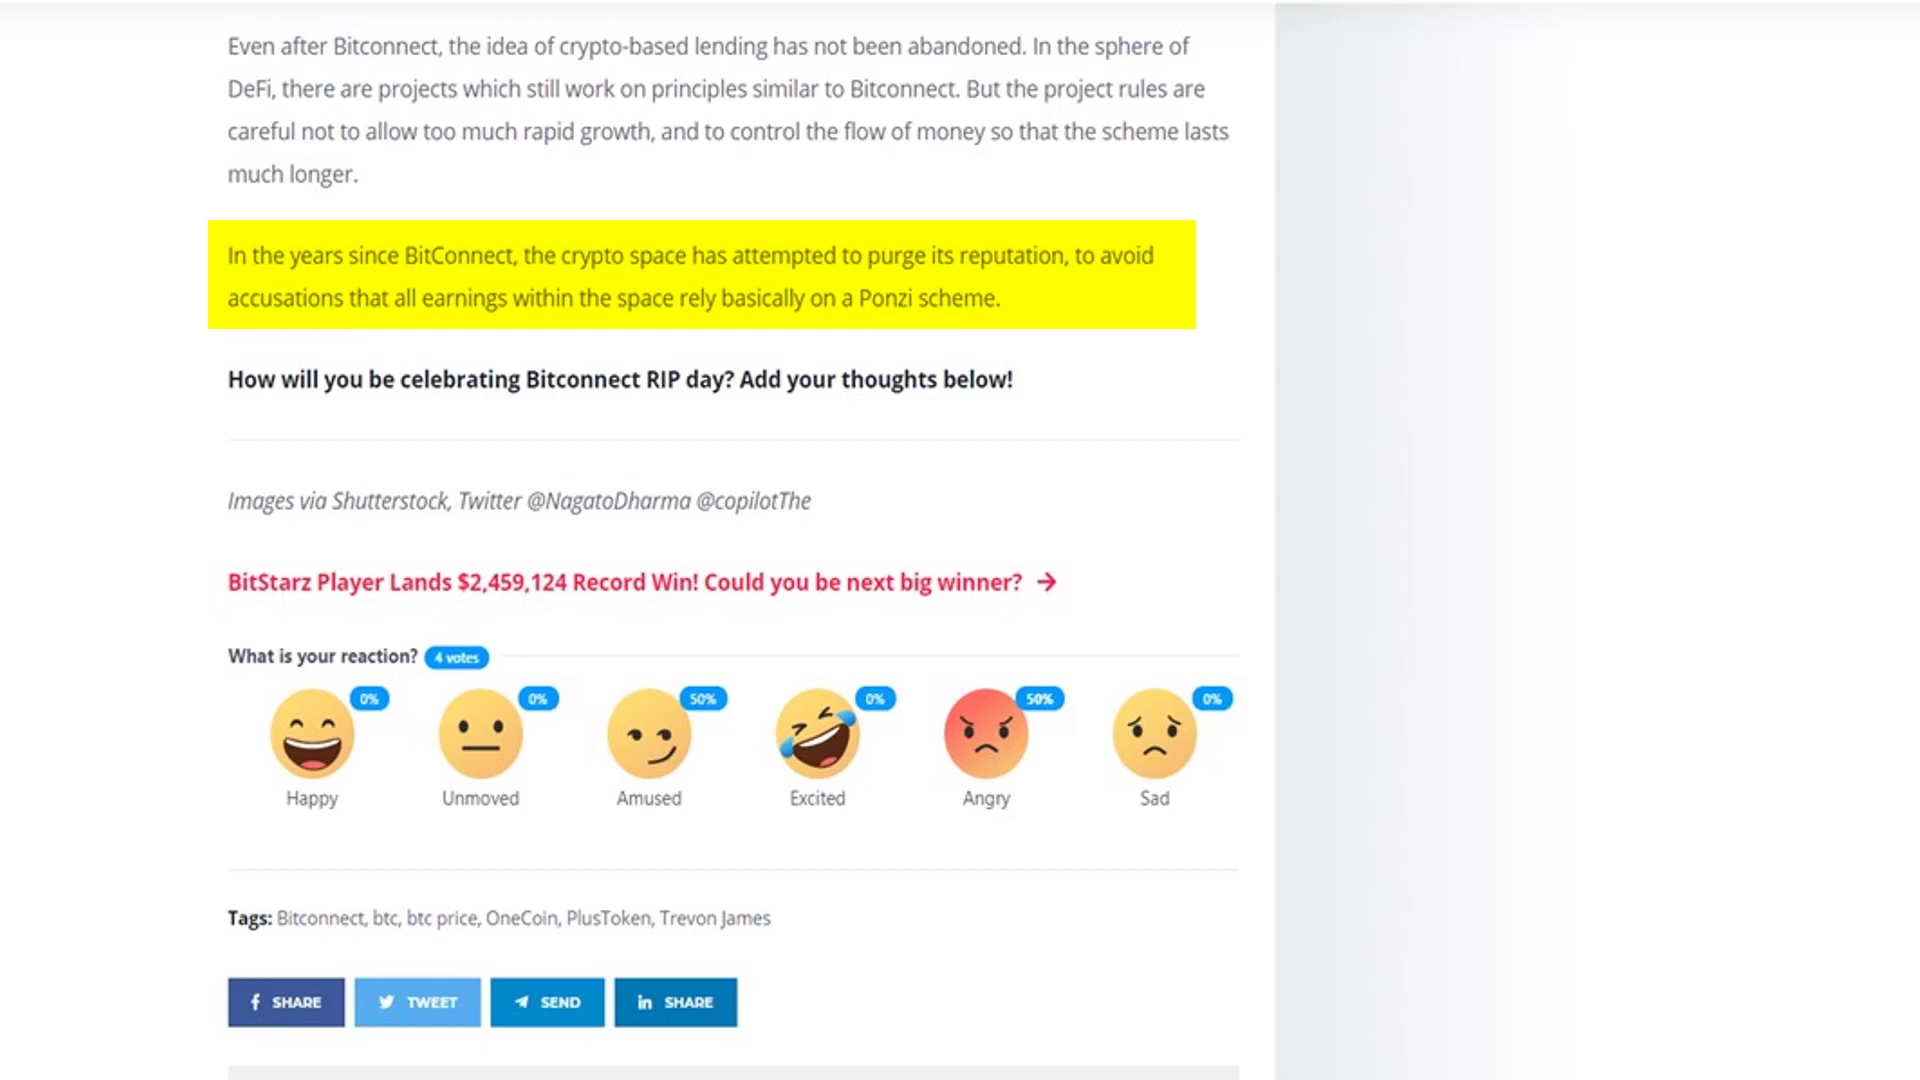 Even after Bitconnect, the idea of crypto-based lending has not been abandoned. In the sphere of
DeFi, there are projects which still work on principles similar to Bitconnect. But the project rules are
careful not to allow too much rapid growth, and to control the flow of money so that the scheme lasts
much longer.
In the years since BitConnect, the crypto space has attempted to purge its reputation, to avoid
accusations that all earnings within the space rely basically on a Ponzi scheme.
How will you be celebrating Bitconnect RIP day? Add your thoughts below!
Images via Shutterstock, Twitter @NagatoDharma @copilotThe
BitStarz Player Lands $2,459,124 Record Win! Could you be next big winner? →
What is your reaction? 4 votes
0% 0% 50% 0% 50% 0%
Happy Unmoved Amused Excited Angry Sad
Tags: Bitconnect, btc, btc price, OneCoin, PlusToken, Trevon James
SHARE TWEET SEND in SHARE